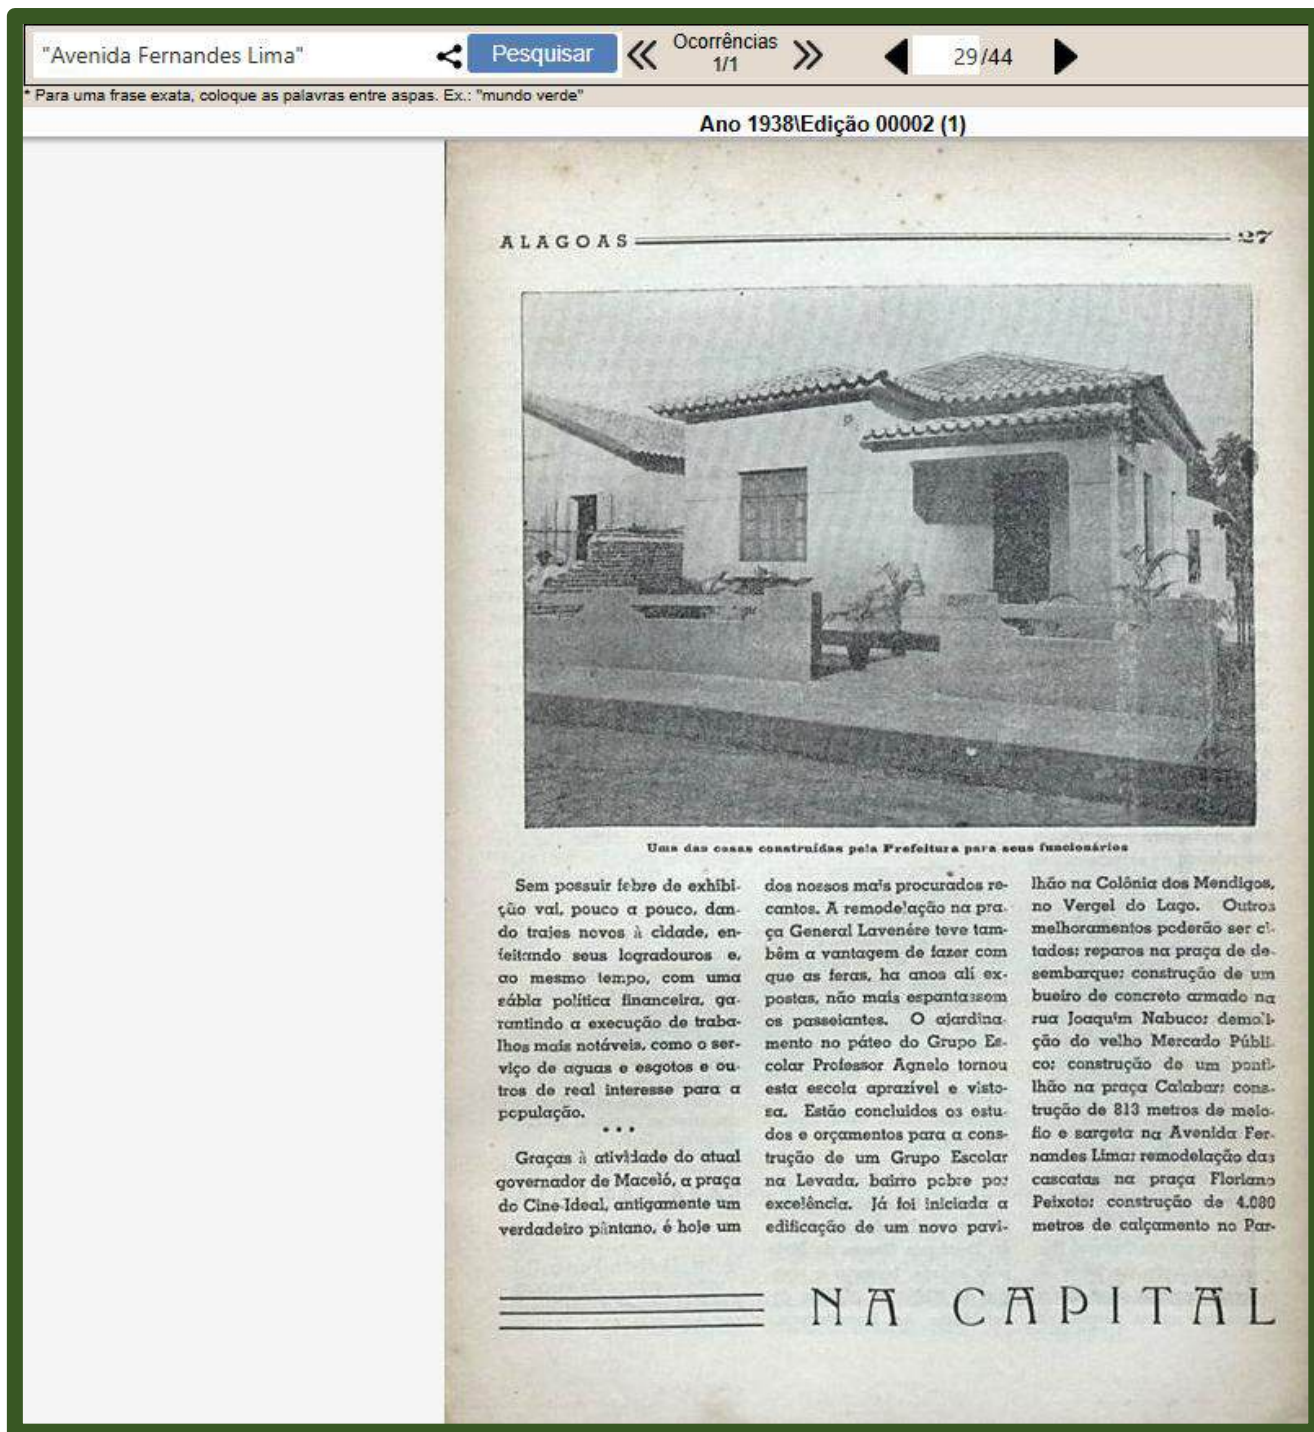 "Avenida Fernandes Lima"
Pesquisar
Ocorrências
1/1
29/44
* Para uma frase exata, coloque as palavras entre aspas. Ex.: "mundo verde"
Ano 1938\Edição 00002 (1)
ALAGOAS
27
Uma das casas construídas pela Prefeitura para seus funcionários
Sem possuir febre de exhibi-
ção vai, pouco a pouco, dan-
do trajes novos à cidade, en-
feitando seus logradouros e,
ao mesmo tempo, com uma
sábia política financeira, ga-
rantindo a execução de traba-
lhos mais notáveis, como o ser-
viço de aguas e esgotos e ou-
tros de real interesse para a
população.
• • •
Graças à atividade do atual
governador de Maceió, a praça
do Cine-Ideal, antigamente um
verdadeiro pântano, é hoje um
dos nossos mais procurados re-
cantos. A remodelação na pra-
ça General Lavenére teve tam-
bêm a vantagem de fazer com
que as feras, ha anos alí ex-
postas, não mais espantassem
os passeiantes. O ajardina-
mento no páteo do Grupo Es-
colar Professor Agnelo tornou
esta escola aprazível e visto-
sa. Estão concluidos os estu-
dos e orçamentos para a cons-
trução de um Grupo Escolar
na Levada, bairro pobre por
excelência. Já foi iniciada a
edificação de um novo pavi-
lhão na Colônia dos Mendigos,
no Vergel do Lago. Outros
melhoramentos poderão ser ci-
tados: reparos na praça de de-
sembarque; construção de um
bueiro de concreto armado na
rua Joaquim Nabuco; demoli-
ção do velho Mercado Públi-
co; construção de um ponti-
lhão na praça Calabar; cons-
trução de 813 metros de meio-
fio e sargeta na Avenida Fer-
nandes Lima; remodelação das
cascatas na praça Floriano
Peixoto; construção de 4.080
metros de calçamento no Par-
NA CAPITAL